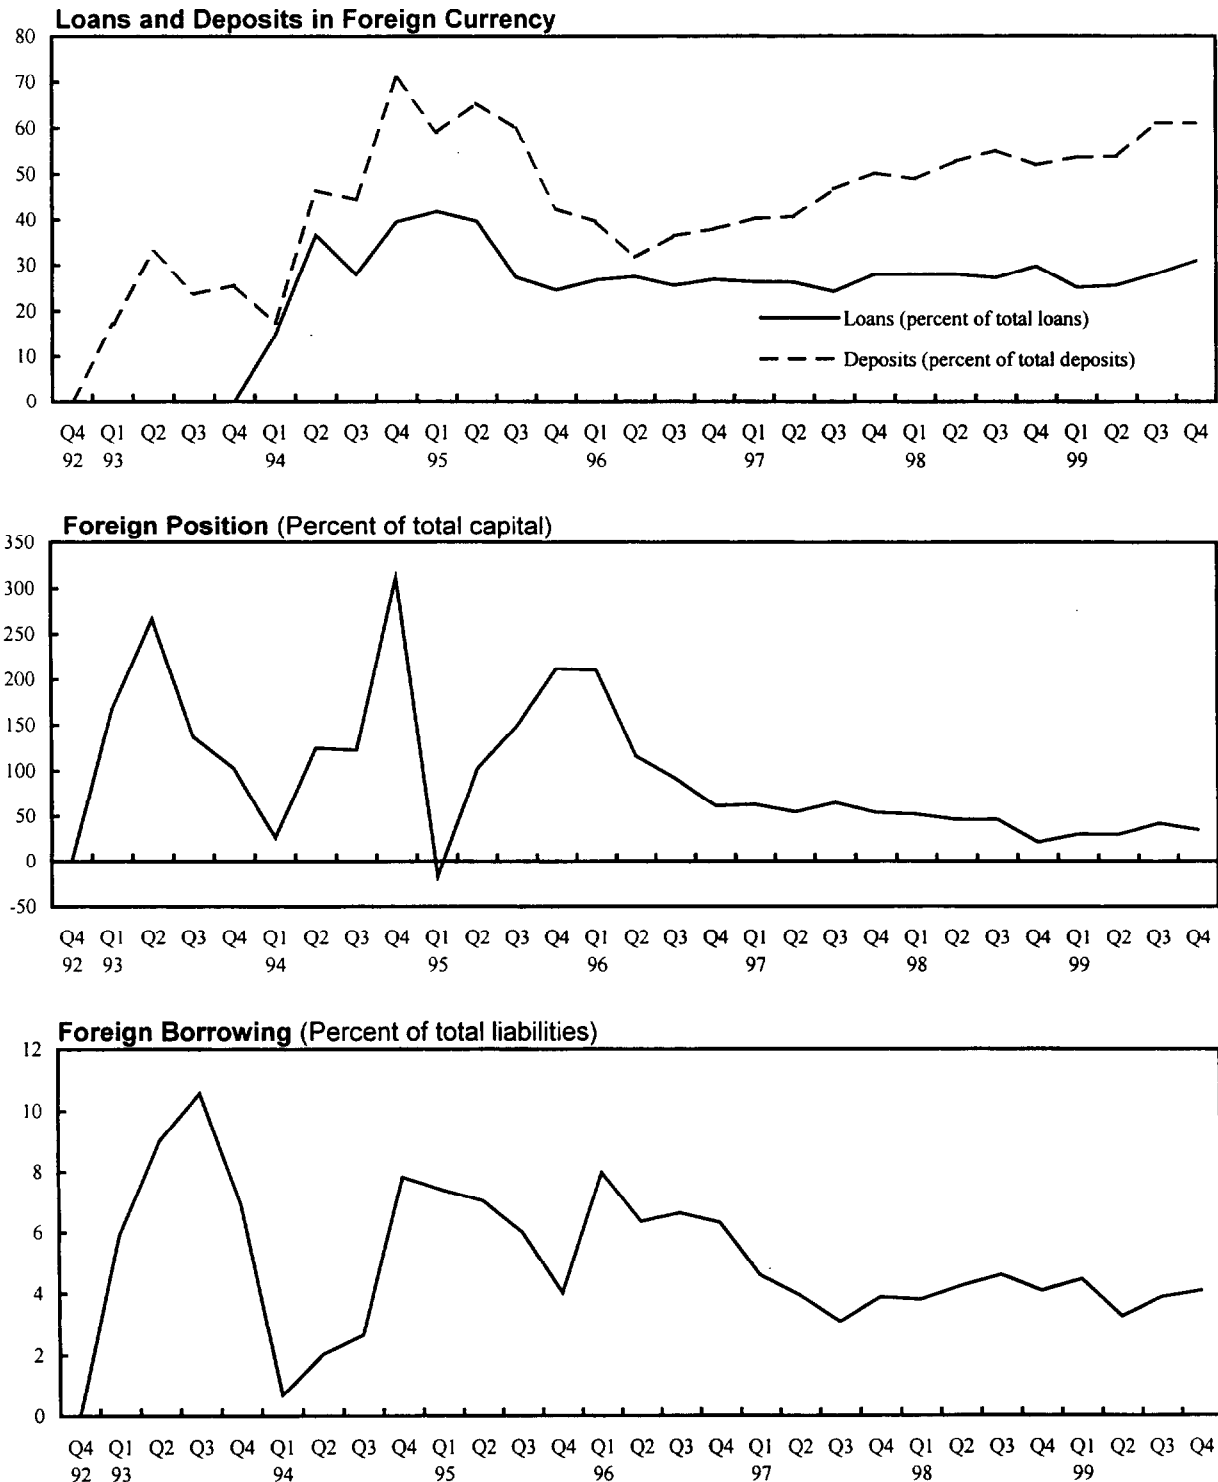 Loans and Deposits in Foreign Currency
80
70
60
50
40
30
20
10
0
Loans (percent of total loans)
Deposits (percent of total deposits)
Q4 Q1 Q2 Q3 Q4 Q1 Q2 Q3 Q4 Q1 Q2 Q3 Q4 Q1 Q2 Q3 Q4 Q1 Q2 Q3 Q4 Q1 Q2 Q3 Q4 Q1 Q2 Q3 Q4
92 93 94 95 96 97 98 99
Foreign Position (Percent of total capital)
350
300
250
200
150
100
50
0
-50
Q4 Q1 Q2 Q3 Q4 Q1 Q2 Q3 Q4 Q1 Q2 Q3 Q4 Q1 Q2 Q3 Q4 Q1 Q2 Q3 Q4 Q1 Q2 Q3 Q4 Q1 Q2 Q3 Q4
92 93 94 95 96 97 98 99
Foreign Borrowing (Percent of total liabilities)
12
10
8
6
4
2
0
Q4 Q1 Q2 Q3 Q4 Q1 Q2 Q3 Q4 Q1 Q2 Q3 Q4 Q1 Q2 Q3 Q4 Q1 Q2 Q3 Q4 Q1 Q2 Q3 Q4 Q1 Q2 Q3 Q4
92 93 94 95 96 97 98 99